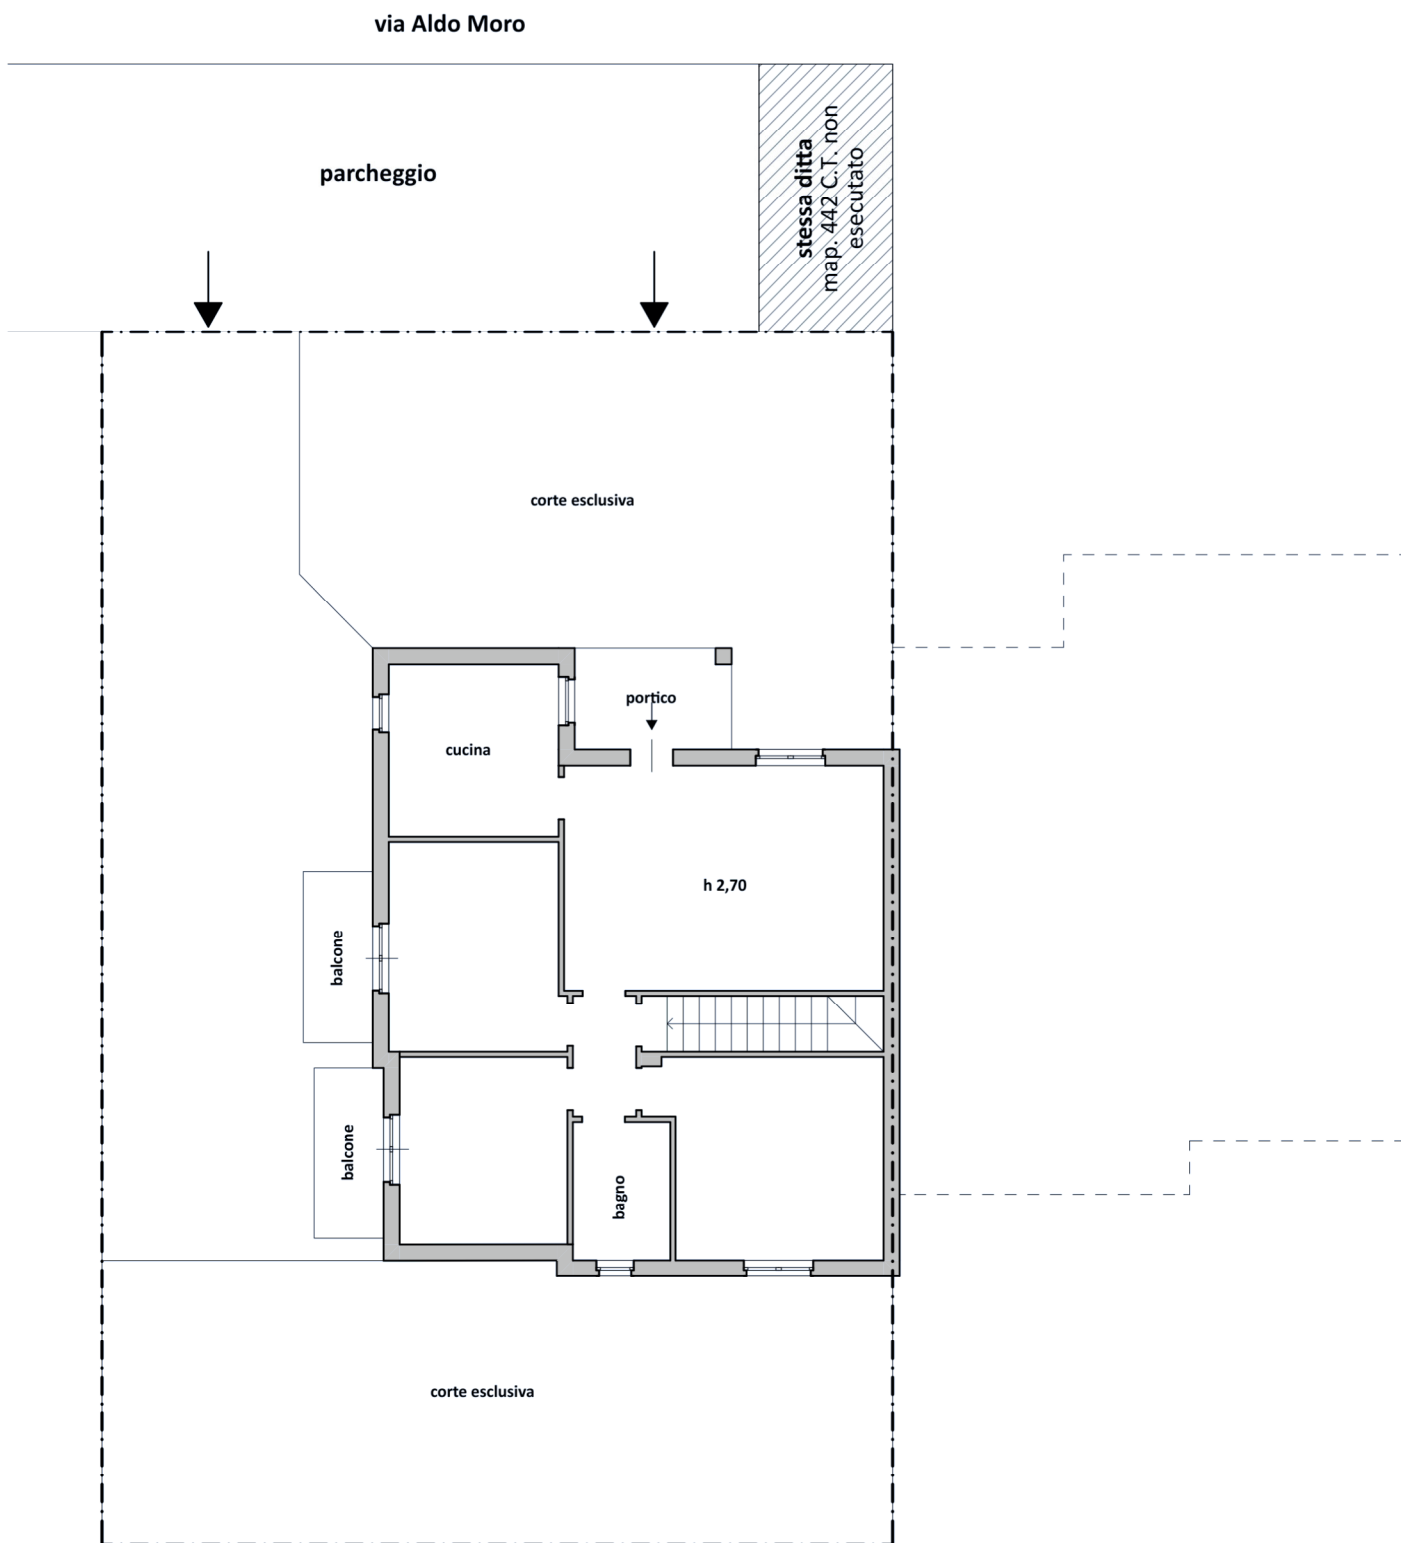 via Aldo Moro
parcheggio
stessa ditta
map. 442 C.T. non
esecutato
corte esclusiva
portico
cucina
h 2,70
balcone
balcone
bagno
corte esclusiva